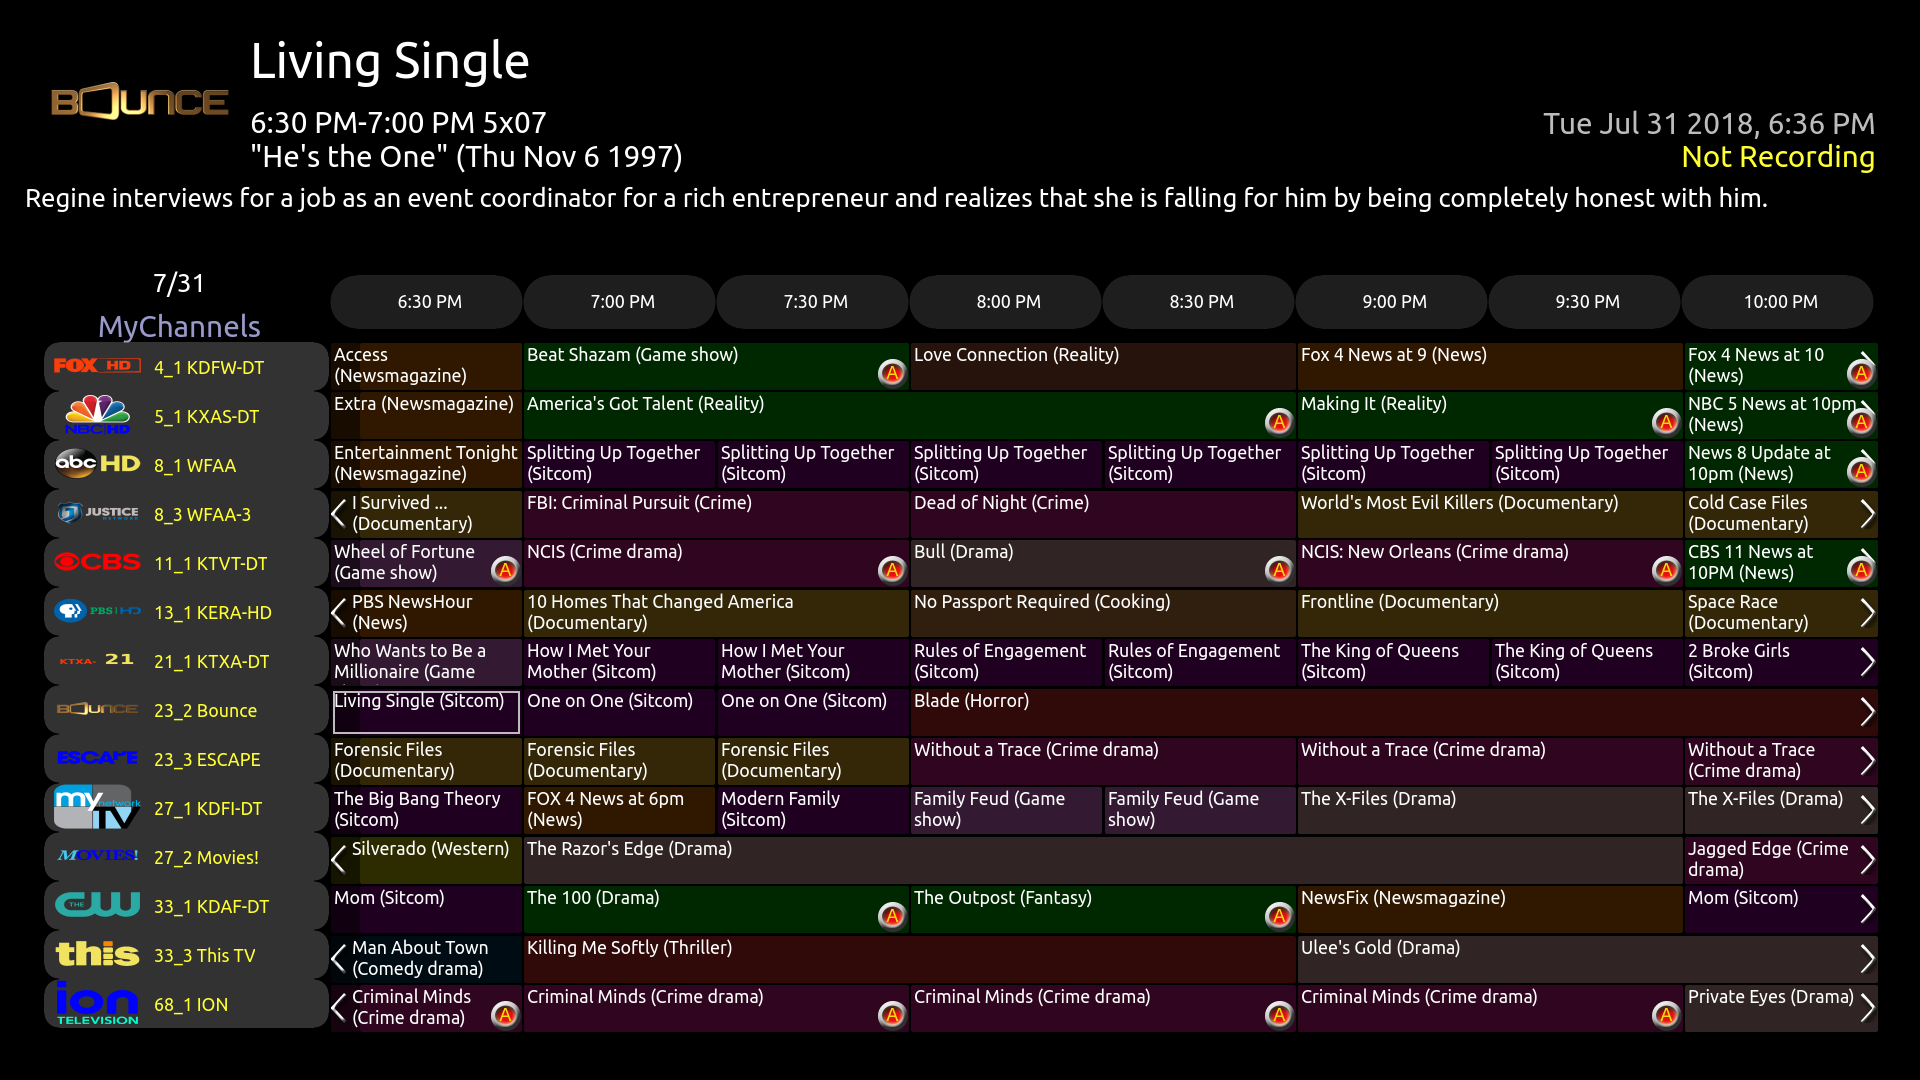 Living Single
BOUNCE
6:30 PM-7:00 PM 5x07
Tue Jul 31 2018, 6:36 PM
"He's the One" (Thu Nov 6 1997)
Not Recording
Regine interviews for a job as an event coordinator for a rich entrepreneur and realizes that she is falling for him by being completely honest with him.
7/31
MyChannels
6:30 PM
7:00 PM
7:30 PM
8:00 PM
8:30 PM
9:00 PM
9:30 PM
10:00 PM
FOX HD
4_1 KDFW-DT
Access
(Newsmagazine)
Beat Shazam (Game show)
A
Love Connection (Reality)
Fox 4 News at 9 (News)
Fox 4 News at 10
(News)
A
NBC HD
5_1 KXAS-DT
Extra (Newsmagazine)
America's Got Talent (Reality)
A
Making It (Reality)
A
NBC 5 News at 10pm
(News)
A
abc HD
8_1 WFAA
Entertainment Tonight
(Newsmagazine)
Splitting Up Together
(Sitcom)
Splitting Up Together
(Sitcom)
Splitting Up Together
(Sitcom)
Splitting Up Together
(Sitcom)
Splitting Up Together
(Sitcom)
Splitting Up Together
(Sitcom)
News 8 Update at
10pm (News)
A
JUSTICE
NETWORK
8_3 WFAA-3
I Survived ...
(Documentary)
FBI: Criminal Pursuit (Crime)
Dead of Night (Crime)
World's Most Evil Killers (Documentary)
Cold Case Files
(Documentary)
CBS
11_1 KTVT-DT
Wheel of Fortune
(Game show)
A
NCIS (Crime drama)
A
Bull (Drama)
A
NCIS: New Orleans (Crime drama)
A
CBS 11 News at
10PM (News)
A
PBS HD
13_1 KERA-HD
PBS NewsHour
(News)
10 Homes That Changed America
(Documentary)
No Passport Required (Cooking)
Frontline (Documentary)
Space Race
(Documentary)
KTXA 21
21_1 KTXA-DT
Who Wants to Be a
Millionaire (Game
How I Met Your
Mother (Sitcom)
How I Met Your
Mother (Sitcom)
Rules of Engagement
(Sitcom)
Rules of Engagement
(Sitcom)
The King of Queens
(Sitcom)
The King of Queens
(Sitcom)
2 Broke Girls
(Sitcom)
BOUNCE
23_2 Bounce
Living Single (Sitcom)
One on One (Sitcom)
One on One (Sitcom)
Blade (Horror)
ESCAPE
23_3 ESCAPE
Forensic Files
(Documentary)
Forensic Files
(Documentary)
Forensic Files
(Documentary)
Without a Trace (Crime drama)
Without a Trace (Crime drama)
Without a Trace
(Crime drama)
my network TV
27_1 KDFI-DT
The Big Bang Theory
(Sitcom)
FOX 4 News at 6pm
(News)
Modern Family
(Sitcom)
Family Feud (Game
show)
Family Feud (Game
show)
The X-Files (Drama)
The X-Files (Drama)
MOVIES!
27_2 Movies!
Silverado (Western)
The Razor's Edge (Drama)
Jagged Edge (Crime
drama)
THE CW
33_1 KDAF-DT
Mom (Sitcom)
The 100 (Drama)
A
The Outpost (Fantasy)
A
NewsFix (Newsmagazine)
Mom (Sitcom)
this
33_3 This TV
Man About Town
(Comedy drama)
Killing Me Softly (Thriller)
Ulee's Gold (Drama)
ion
TELEVISION
68_1 ION
Criminal Minds
(Crime drama)
A
Criminal Minds (Crime drama)
A
Criminal Minds (Crime drama)
A
Criminal Minds (Crime drama)
A
Private Eyes (Drama)